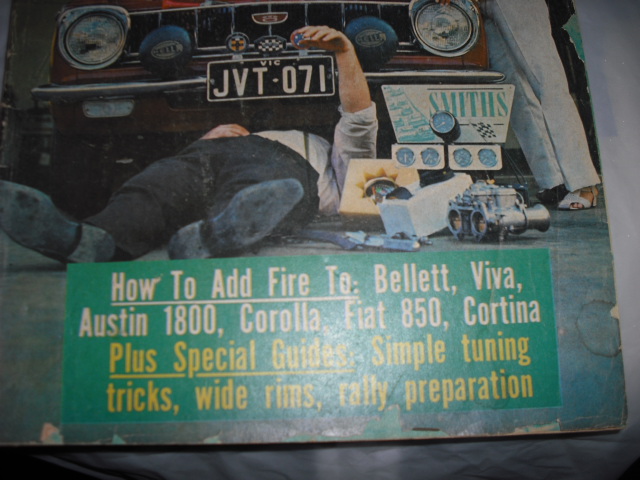 VIC
JVT·071
SMITHS
How To Add Fire To: Bellett, Viva,
Austin 1800, Corolla, Fiat 850, Cortina
Plus Special Guides: Simple tuning
tricks, wide rims, rally preparation